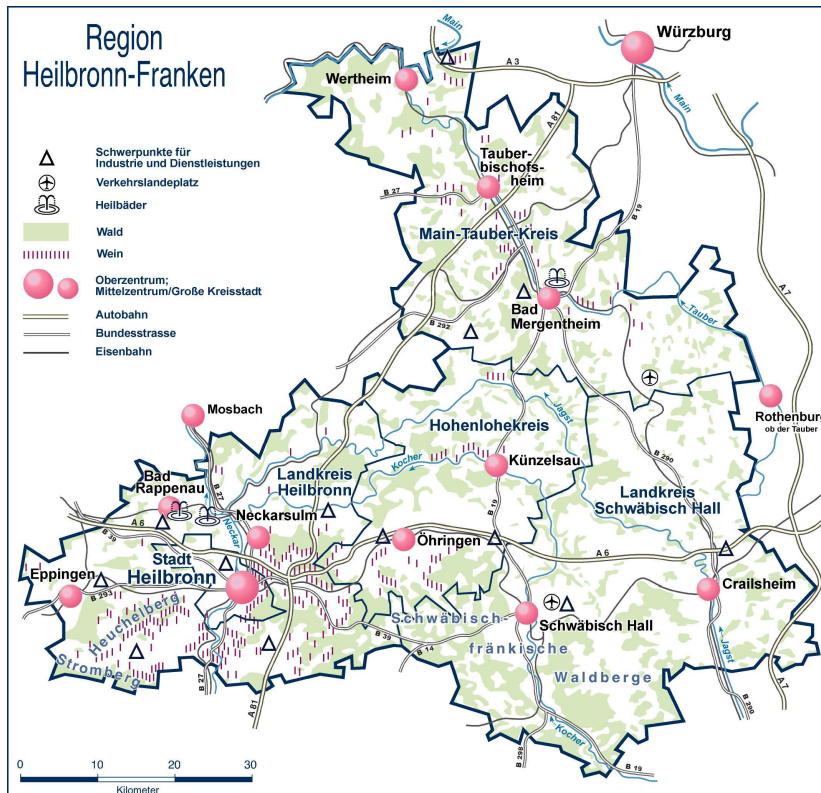 Region
Heilbronn-Franken
Schwerpunkte für
Industrie und Dienstleistungen
Verkehrslandeplatz
Heilbäder
Wald
Wein
Oberzentrum;
Mittelzentrum/Große Kreisstadt
Autobahn
Bundesstrasse
Eisenbahn
Main
Würzburg
A 3
Wertheim
A 81
Main
Tauber-
bischofs-
heim
B 27
B 19
Main-Tauber-Kreis
A 7
Bad
Mergentheim
B 292
Tauber
Mosbach
Jagst
Rothenburg
ob der Tauber
Hohenlohekreis
Kocher
Künzelsau
B 290
Landkreis
Heilbronn
Bad
Rappenau
B 27
Landkreis
Schwäbisch Hall
B 19
Neckarsulm
A 6
B 39
Neckar
Öhringen
A 6
Stadt
Heilbronn
Eppingen
B 293
Crailsheim
Heuchelberg
Schwäbisch-
Schwäbisch Hall
fränkische
B 39
B 14
Stromberg
Jagst
Waldberge
B 27
A 81
A 7
B 290
Kocher
B 298
B 19
0 10 20 30
Kilometer